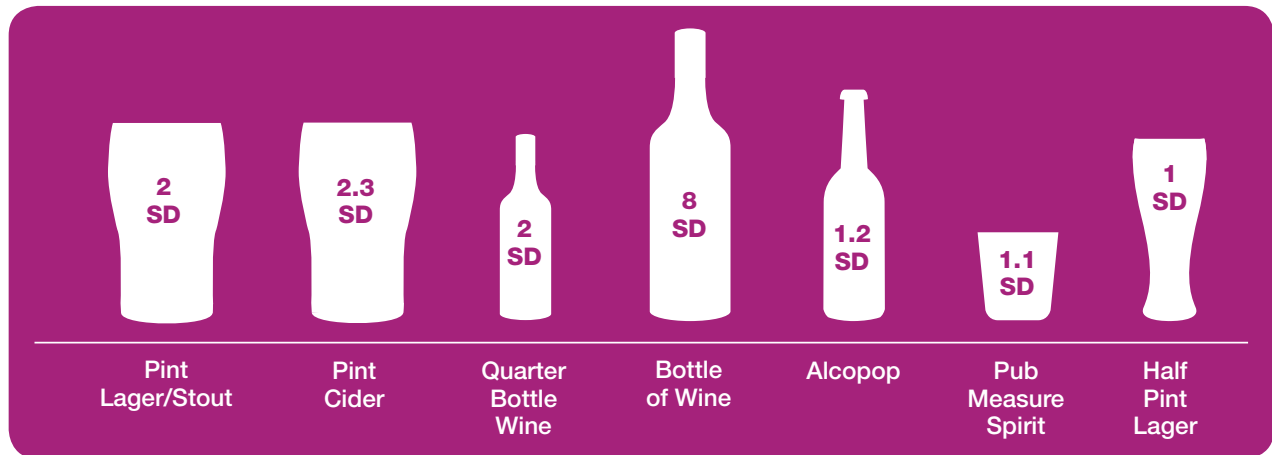 2
SD
2.3
SD
2
SD
8
SD
1.2
SD
1.1
SD
1
SD
Pint
Lager/Stout
Pint
Cider
Quarter
Bottle
Wine
Bottle
of Wine
Alcopop
Pub
Measure
Spirit
Half
Pint
Lager